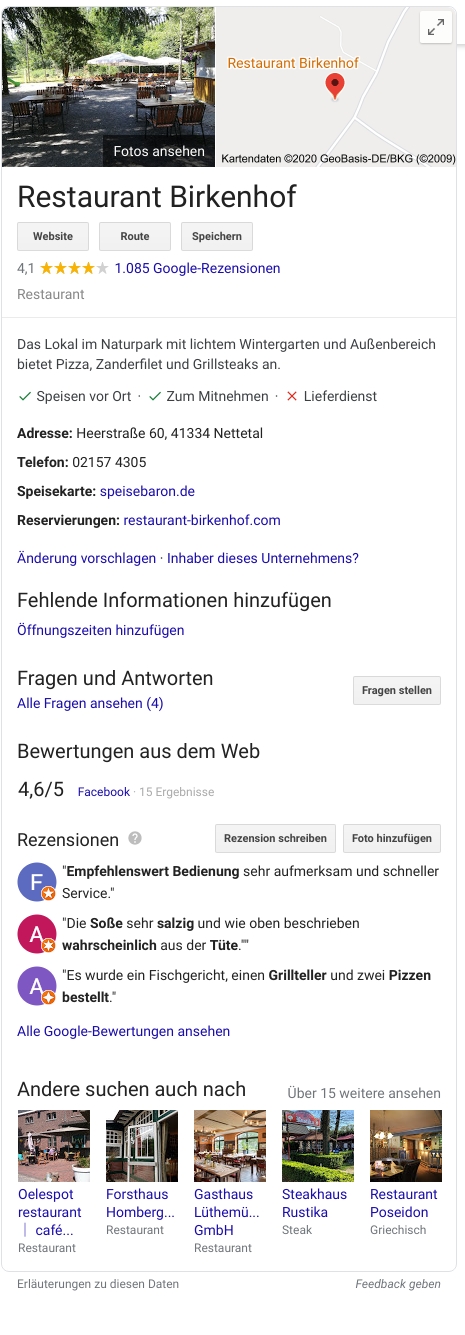 Restaurant Birkenhof
Fotos ansehen
Kartendaten ©2020 GeoBasis-DE/BKG (©2009)
Restaurant Birkenhof
Website
Route
Speichern
4,1 1.085 Google-Rezensionen
Restaurant
Das Lokal im Naturpark mit lichtem Wintergarten und Außenbereich
bietet Pizza, Zanderfilet und Grillsteaks an.
Speisen vor Ort · Zum Mitnehmen · Lieferdienst
Adresse: Heerstraße 60, 41334 Nettetal
Telefon: 02157 4305
Speisekarte: speisebaron.de
Reservierungen: restaurant-birkenhof.com
Änderung vorschlagen · Inhaber dieses Unternehmens?
Fehlende Informationen hinzufügen
Öffnungszeiten hinzufügen
Fragen und Antworten
Alle Fragen ansehen (4)
Fragen stellen
Bewertungen aus dem Web
4,6/5 Facebook · 15 Ergebnisse
Rezensionen ?
Rezension schreiben
Foto hinzufügen
F
"Empfehlenswert Bedienung sehr aufmerksam und schneller
Service."
A
"Die Soße sehr salzig und wie oben beschrieben
wahrscheinlich aus der Tüte.""
A
"Es wurde ein Fischgericht, einen Grillteller und zwei Pizzen
bestellt."
Alle Google-Bewertungen ansehen
Andere suchen auch nach
Über 15 weitere ansehen
Oelespot
restaurant
│ café...
Restaurant
Forsthaus
Homberg...
Restaurant
Gasthaus
Lüthemü...
GmbH
Restaurant
Steakhaus
Rustika
Steak
Restaurant
Poseidon
Griechisch
Erläuterungen zu diesen Daten
Feedback geben